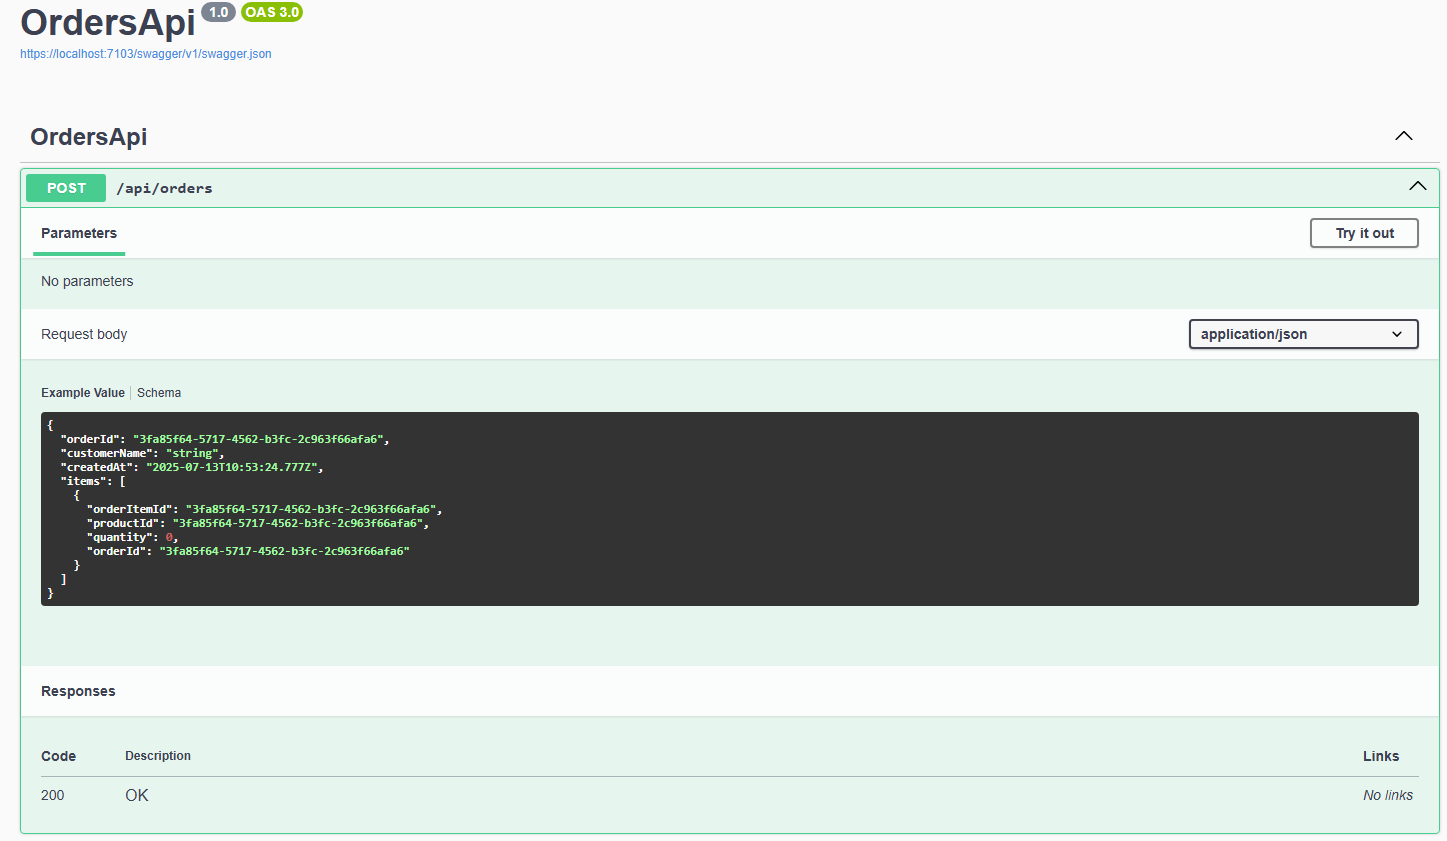 OrdersApi 1.0 OAS 3.0
https://localhost:7103/swagger/v1/swagger.json
OrdersApi
POST /api/orders
Parameters Try it out
No parameters
Request body application/json
Example Value Schema
{
  "orderId": "3fa85f64-5717-4562-b3fc-2c963f66afa6",
  "customerName": "string",
  "createdAt": "2025-07-13T10:53:24.777Z",
  "items": [
    {
      "orderItemId": "3fa85f64-5717-4562-b3fc-2c963f66afa6",
      "productId": "3fa85f64-5717-4562-b3fc-2c963f66afa6",
      "quantity": 0,
      "orderId": "3fa85f64-5717-4562-b3fc-2c963f66afa6"
    }
  ]
}
Responses
Code Description Links
200 OK No links